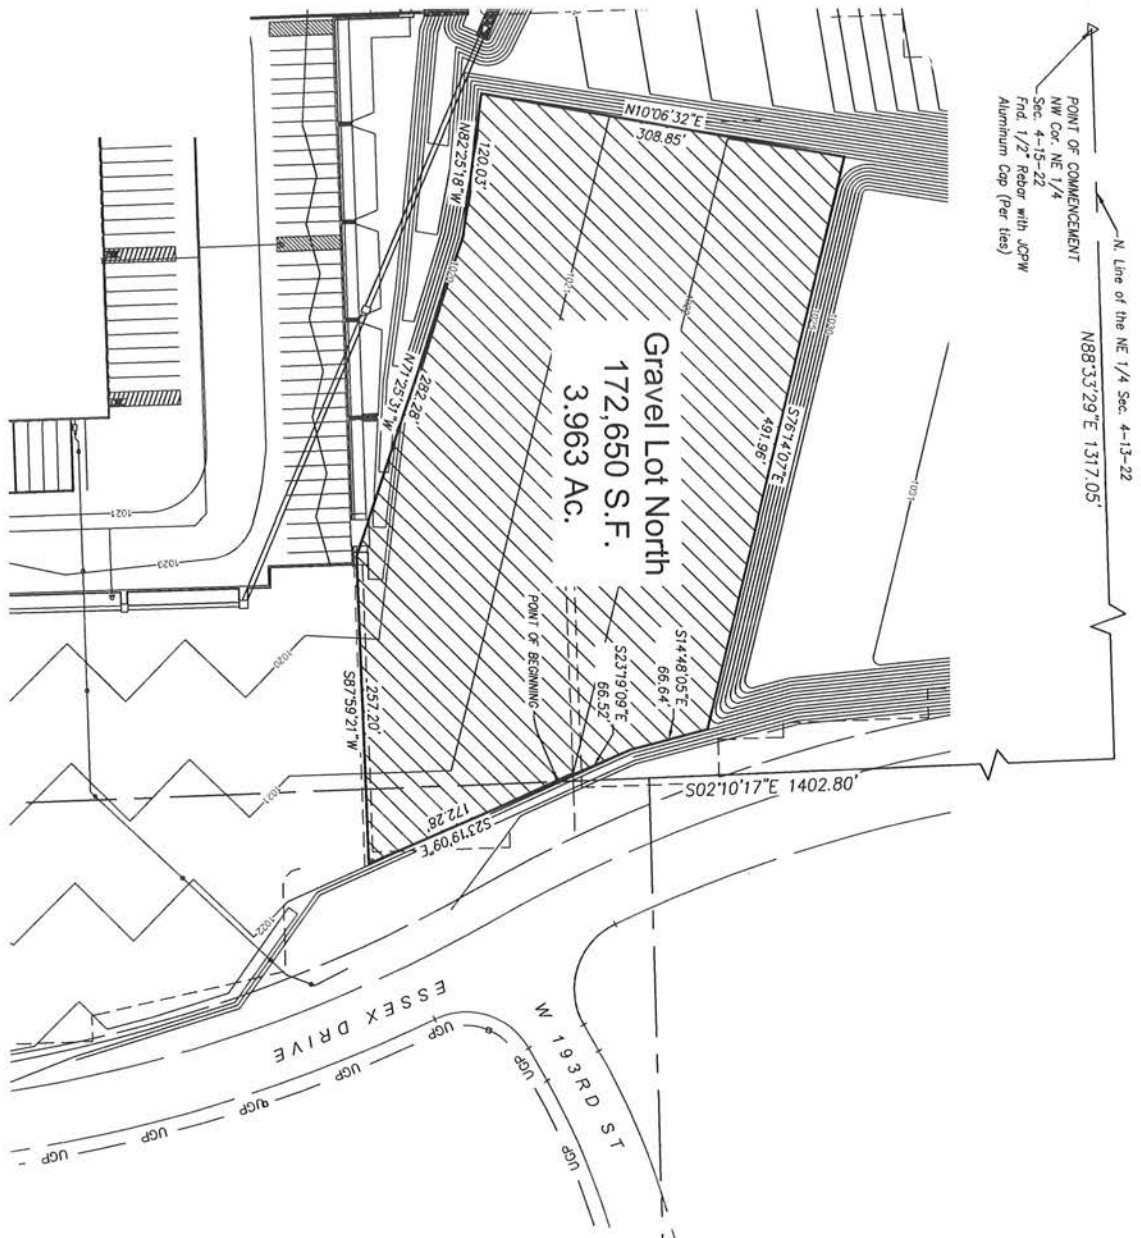 POINT OF COMMENCEMENT
NW Cor. NE 1/4
Sec. 4-15-22
Fnd. 1/2" Rebar with JCPW
Aluminum Cap (Per ties)
N. Line of the NE 1/4 Sec. 4-13-22
N88°33'29"E 1317.05'
N10°06'32"E
308.85'
120.03'
N82°25'18"W
1020
1021
1025
1030
1031
S76°14'07"E
491.96'
Gravel Lot North
172,650 S.F.
3.963 Ac.
282.28'
N71°25'31"W
POINT OF BEGINNING
S23°19'09"E
66.52'
S14°48'05"E
66.64'
S02°10'17"E 1402.80'
257.20'
S87°59'21"W
172.28'
S23°19'09"E
1021
1020
1021
1022
ESSEX DRIVE
W 193RD ST
UGP
UGP
UGP
UGP
UGP
UGP
UGP